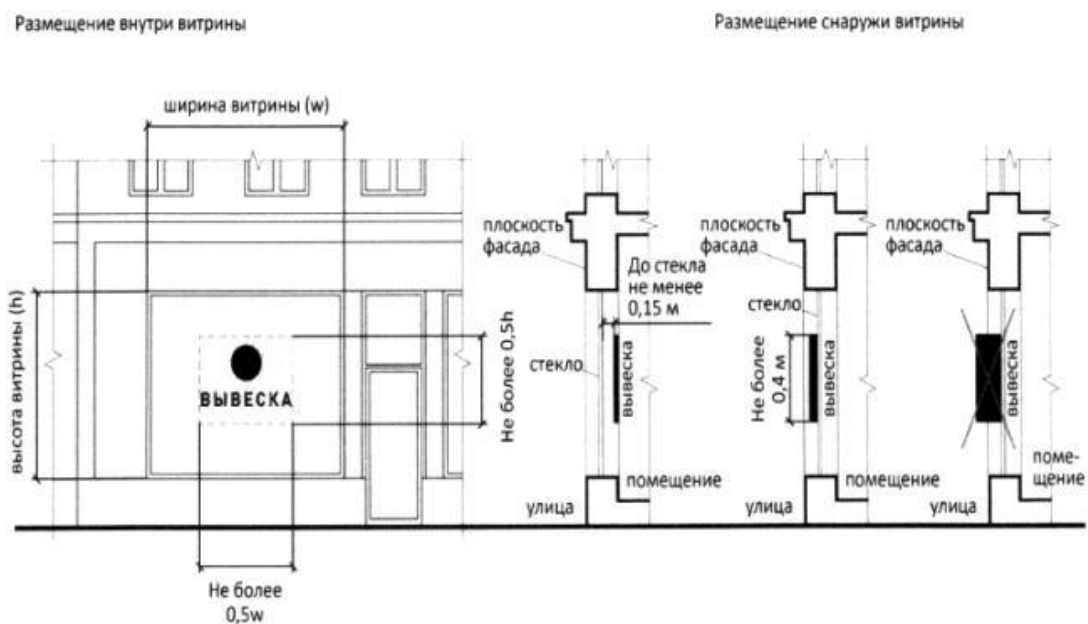 Размещение внутри витрины
Размещение снаружи витрины
ширина витрины (w)
высота витрины (h)
ВЫВЕСКА
Не более 0,5h
Не более
0,5w
плоскость
фасада
До стекла
не менее
0,15 м
стекло
вывеска
помещение
улица
плоскость
фасада
стекло
Не более
0,4 м
вывеска
помещение
улица
плоскость
фасада
вывеска
поме-
щение
улица